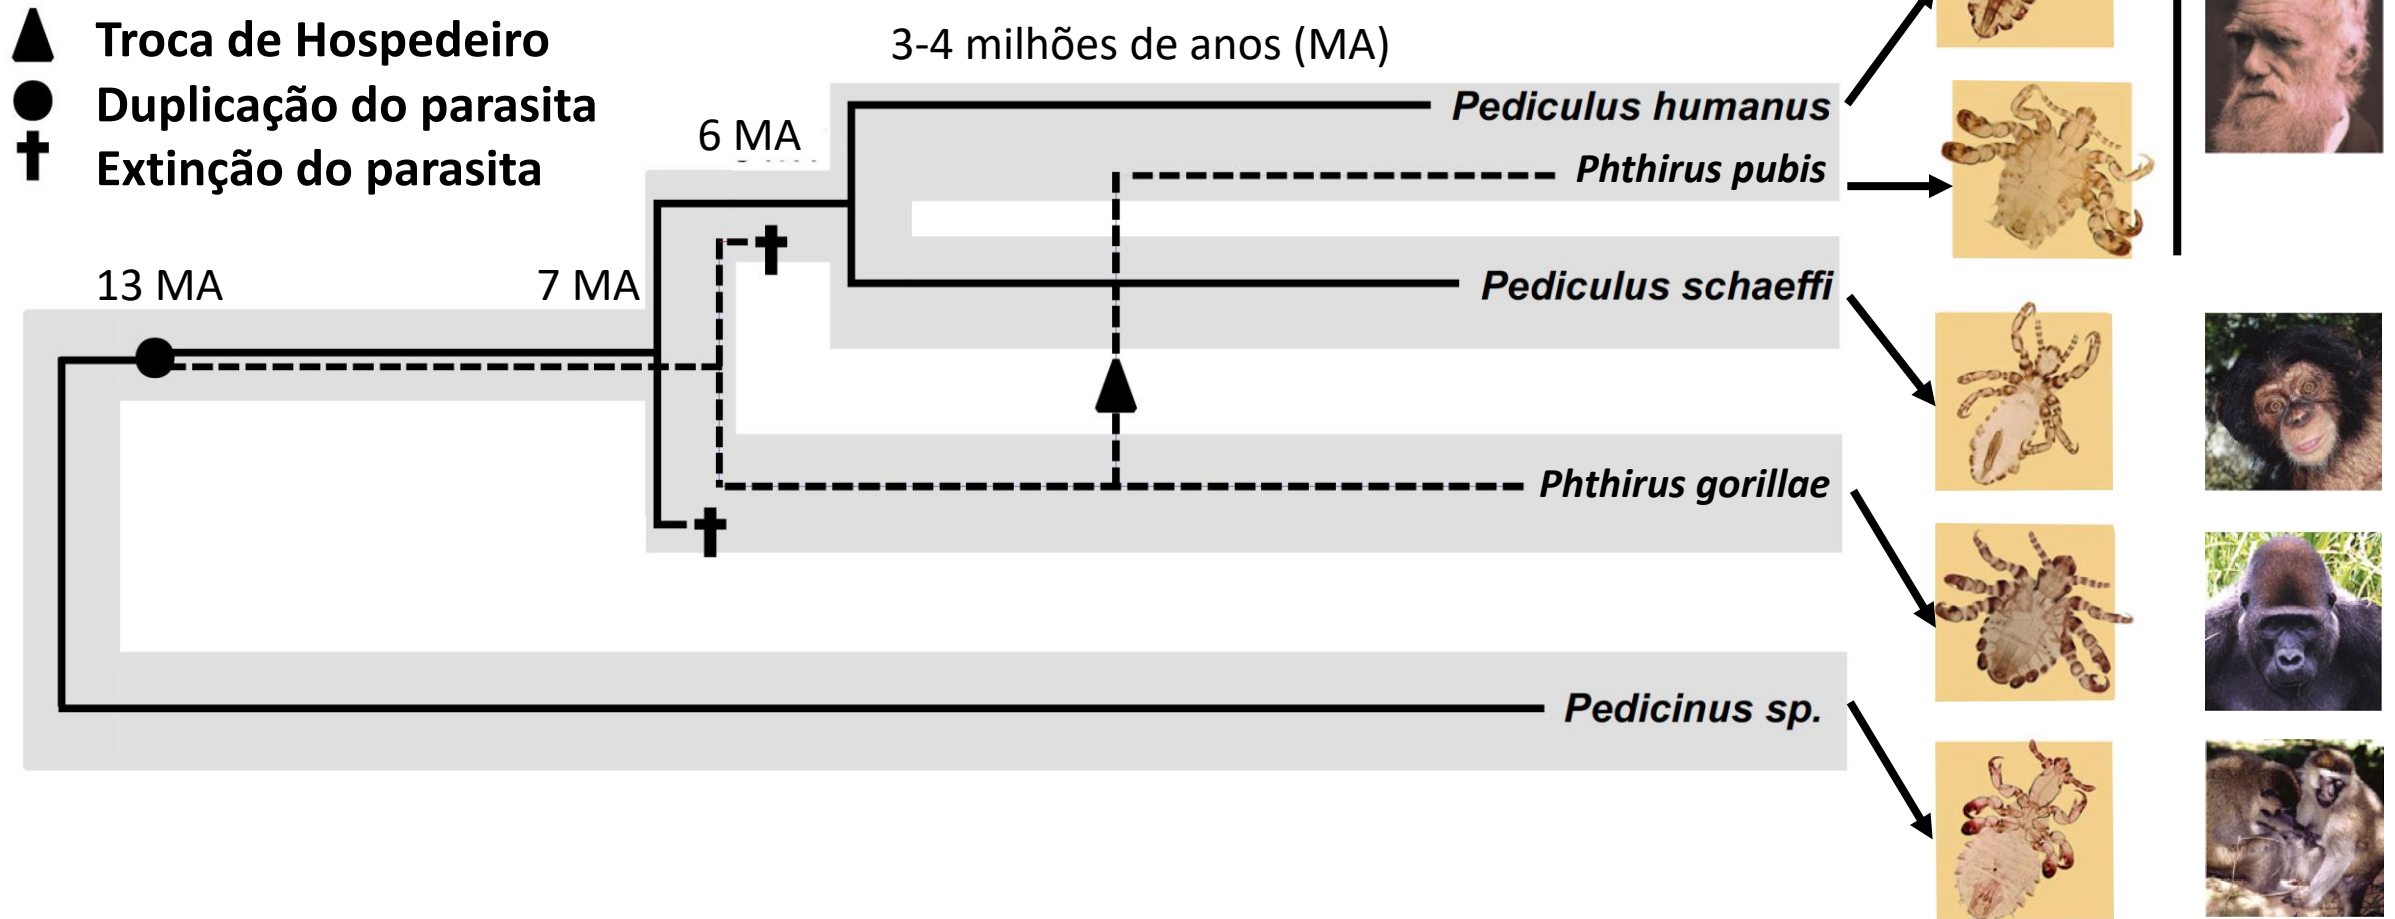 Troca de Hospedeiro
Duplicação do parasita
Extinção do parasita
3-4 milhões de anos (MA)
6 MA
13 MA
7 MA
Pediculus humanus
Phthirus pubis
Pediculus schaeffi
Phthirus gorillae
Pedicinus sp.